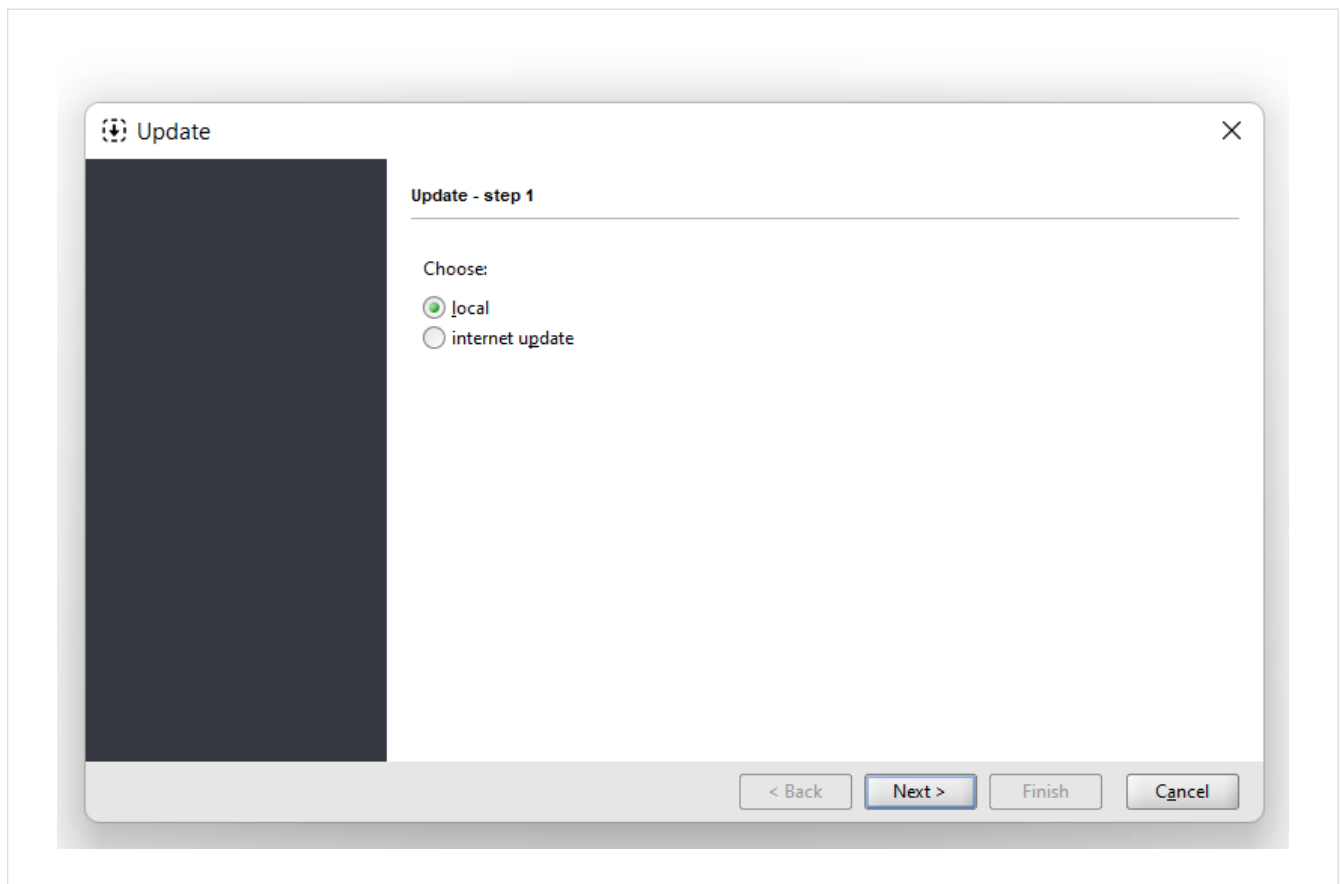 Update
Update - step 1
Choose:
local
internet update
< Back Next > Finish Cancel